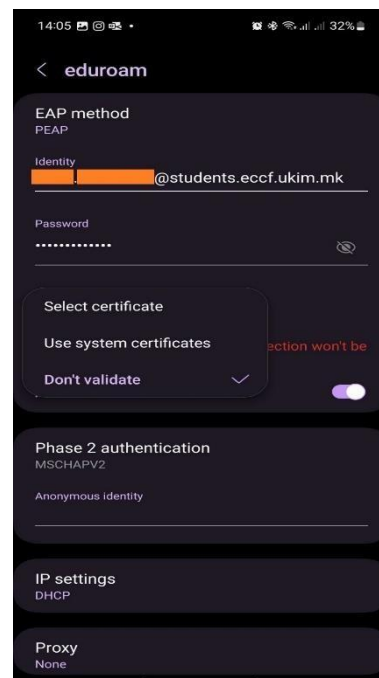 14:05
32%
eduroam
EAP method
PEAP
Identity
@students.eccf.ukim.mk
Password
Select certificate
Use system certificates
ection won't be
Don't validate
Phase 2 authentication
MSCHAPV2
Anonymous identity
IP settings
DHCP
Proxy
None